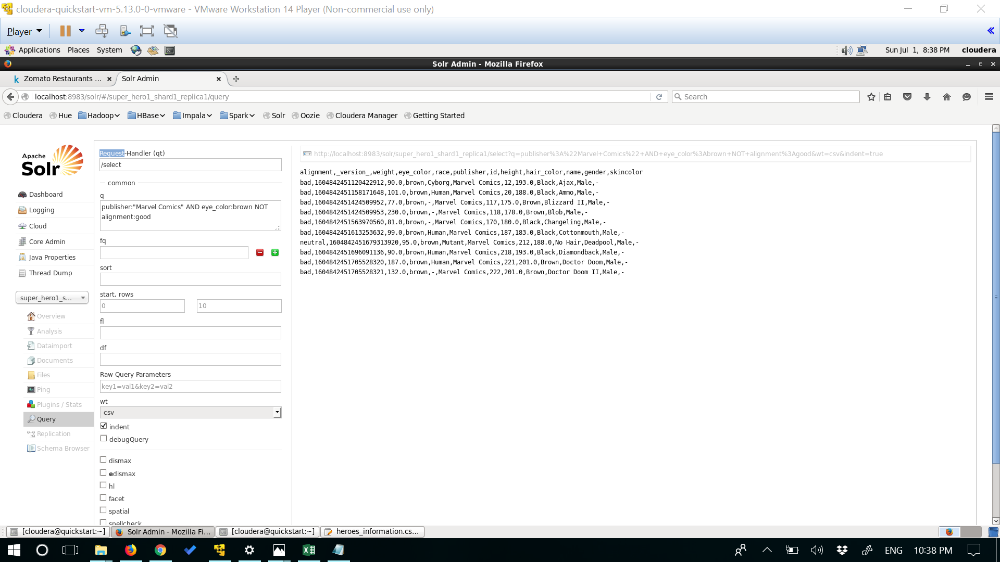 cloudera-quickstart-vm-5.13.0-0-vmware - VMware Workstation 14 Player (Non-commercial use only)
Player
Applications Places System Sun Jul 1, 8:38 PM cloudera
Solr Admin - Mozilla Firefox
Zomato Restaurants ... Solr Admin
localhost:8983/solr/#/super_hero1_shard1_replica1/query Search
Cloudera Hue Hadoop HBase Impala Spark Solr Oozie Cloudera Manager Getting Started
Apache
Solr
Dashboard
Logging
Cloud
Core Admin
Java Properties
Thread Dump
super_hero1_s...
Overview
Analysis
Dataimport
Documents
Files
Ping
Plugins / Stats
Query
Replication
Schema Browser
Request-Handler (qt)
/select
common
q
publisher:"Marvel Comics" AND eye_color:brown NOT
alignment:good
fq
sort
start, rows
0 10
fl
df
Raw Query Parameters
key1=val1&key2=val2
wt
csv
indent
debugQuery
dismax
edismax
hl
facet
spatial
spellcheck
http://localhost:8983/solr/super_hero1_shard1_replica1/select?q=publisher%3A%22Marvel+Comics%22+AND+eye_color%3Abrown+NOT+alignment%3Agood&wt=csv&indent=true
alignment,_version_,weight,eye_color,race,publisher,id,height,hair_color,name,gender,skincolor
bad,1604842451120422912,90.0,brown,Cyborg,Marvel Comics,12,193.0,Black,Ajax,Male,-
bad,1604842451158171648,101.0,brown,Human,Marvel Comics,20,188.0,Black,Ammo,Male,-
bad,1604842451424509952,77.0,brown,-,Marvel Comics,117,175.0,Brown,Blizzard II,Male,-
bad,1604842451424509953,230.0,brown,-,Marvel Comics,118,178.0,Brown,Blob,Male,-
bad,1604842451563970560,81.0,brown,-,Marvel Comics,170,180.0,Black,Changeling,Male,-
bad,1604842451613253632,99.0,brown,Human,Marvel Comics,187,183.0,Black,Cottonmouth,Male,-
neutral,1604842451679313920,95.0,brown,Mutant,Marvel Comics,212,188.0,No Hair,Deadpool,Male,-
bad,1604842451696091136,90.0,brown,Human,Marvel Comics,218,193.0,Black,Diamondback,Male,-
bad,1604842451705528320,187.0,brown,Human,Marvel Comics,221,201.0,Brown,Doctor Doom,Male,-
bad,1604842451705528321,132.0,brown,-,Marvel Comics,222,201.0,Brown,Doctor Doom II,Male,-
[cloudera@quickstart:~] Solr Admin - Mozilla Fi... [cloudera@quickstart:~] heroes_information.cs...
ENG 10:38 PM